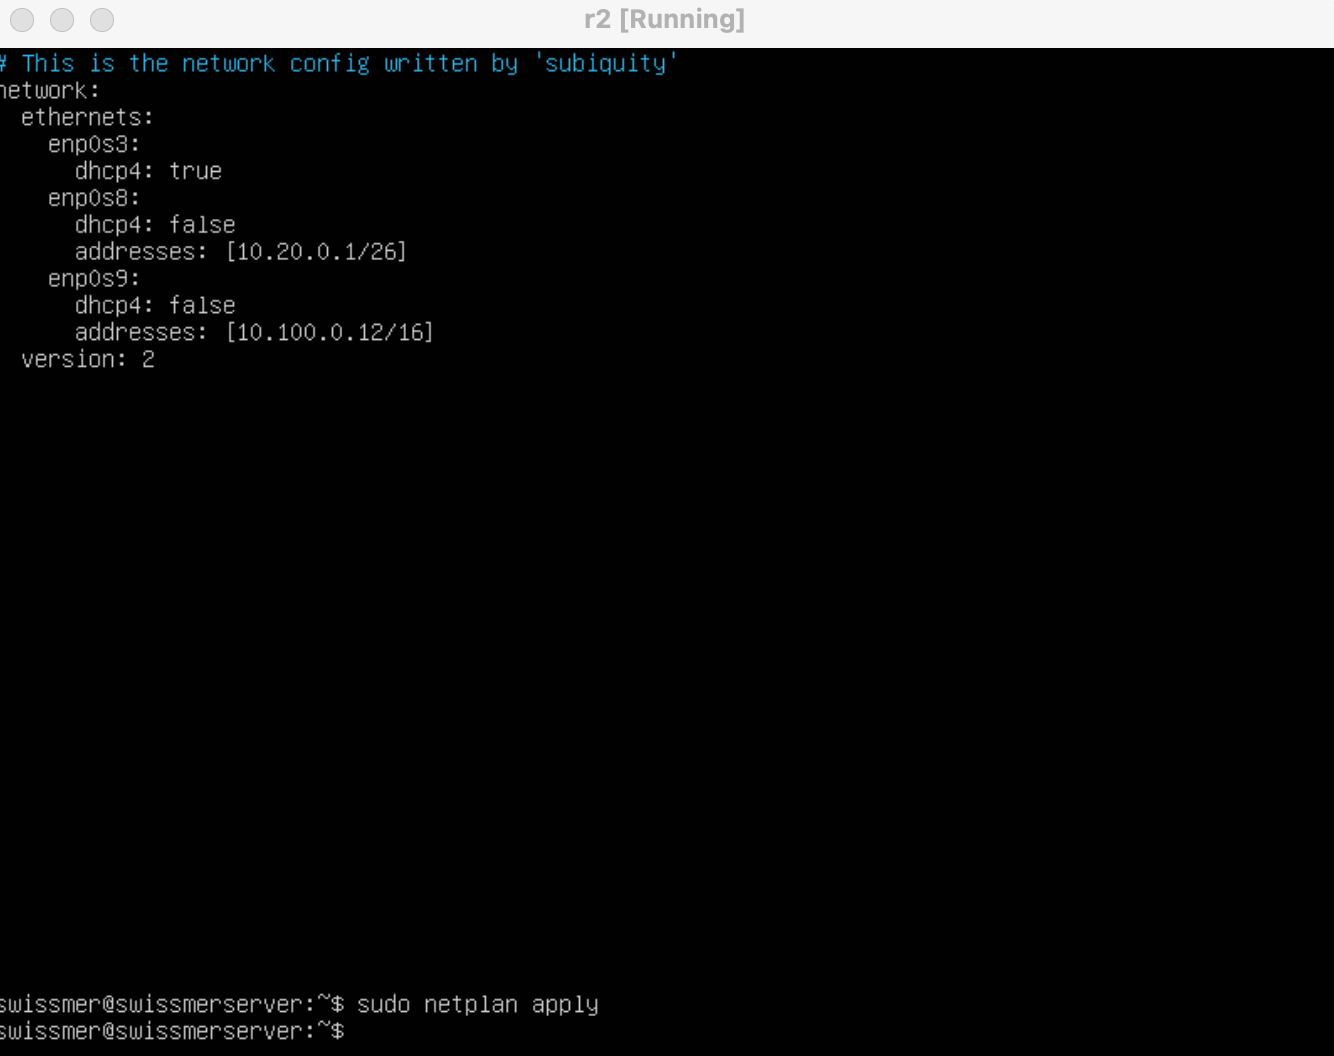 r2 [Running]
# This is the network config written by 'subiquity'
network:
  ethernets:
    enp0s3:
      dhcp4: true
    enp0s8:
      dhcp4: false
      addresses: [10.20.0.1/26]
    enp0s9:
      dhcp4: false
      addresses: [10.100.0.12/16]
  version: 2
swissmer@swissmerserver:~$ sudo netplan apply
swissmer@swissmerserver:~$